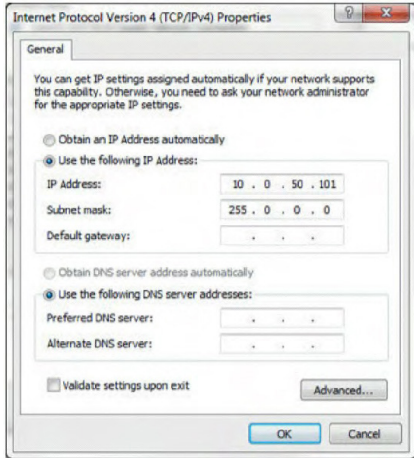 Internet Protocol Version 4 (TCP/IPv4) Properties
General
You can get IP settings assigned automatically if your network supports
this capability. Otherwise, you need to ask your network administrator
for the appropriate IP settings.
Obtain an IP Address automatically
Use the following IP Address:
IP Address: 10 . 0 . 50 . 101
Subnet mask: 255 . 0 . 0 . 0
Default gateway: . . .
Obtain DNS server address automatically
Use the following DNS server addresses:
Preferred DNS server: . . .
Alternate DNS server: . . .
Validate settings upon exit
Advanced...
OK Cancel